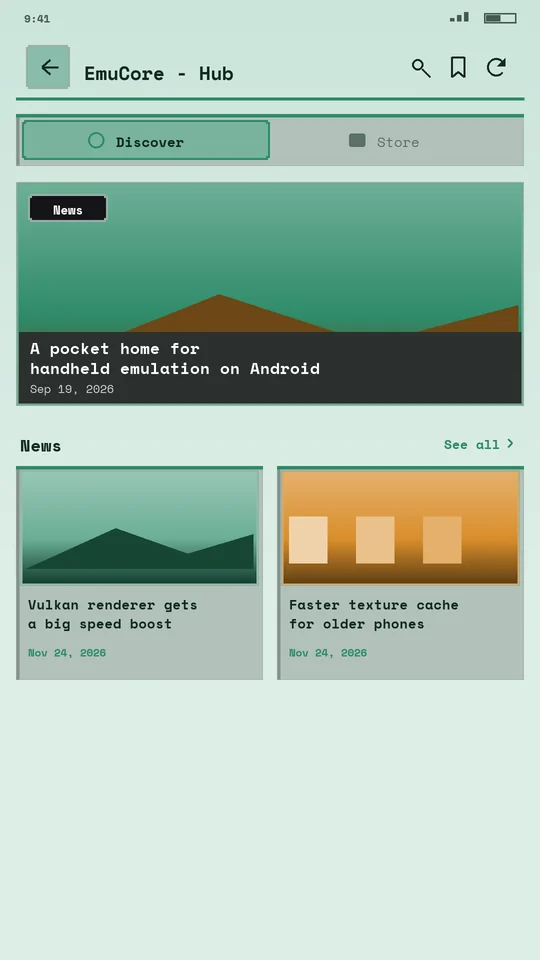 9:41
EmuCore - Hub
Discover
Store
News
A pocket home for
handheld emulation on Android
Sep 19, 2026
News
See all
Vulkan renderer gets
a big speed boost
Nov 24, 2026
Faster texture cache
for older phones
Nov 24, 2026